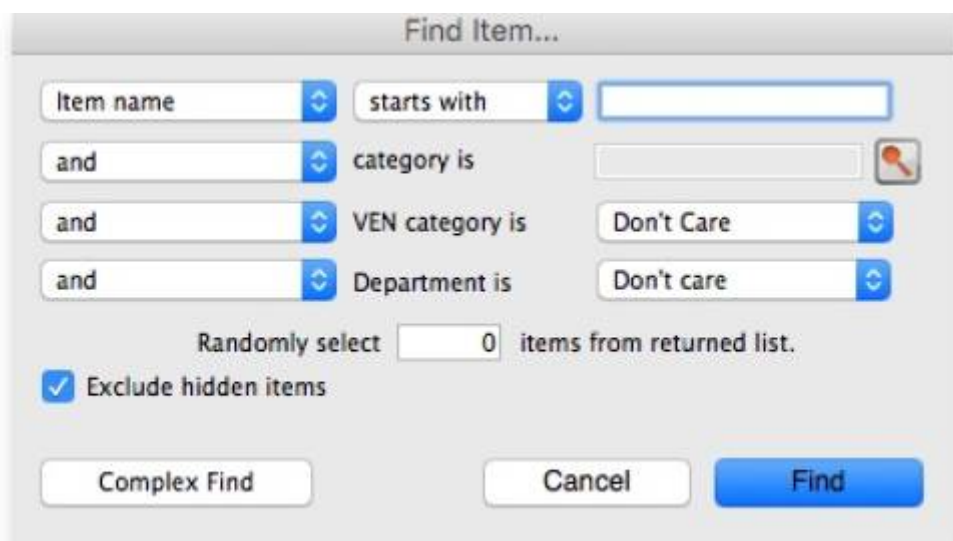 Find Item...
Item name starts with
and category is
and VEN category is Don't Care
and Department is Don't care
Randomly select 0 items from returned list.
Exclude hidden items
Complex Find Cancel Find